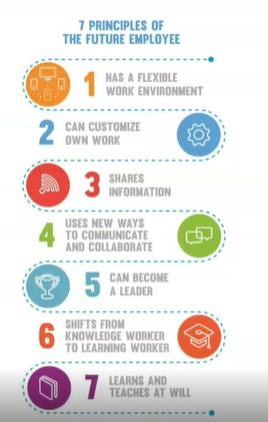 7 PRINCIPLES OF
THE FUTURE EMPLOYEE
1 HAS A FLEXIBLE
WORK ENVIRONMENT
2 CAN CUSTOMIZE
OWN WORK
3 SHARES
INFORMATION
4 USES NEW WAYS
TO COMMUNICATE
AND COLLABORATE
5 CAN BECOME
A LEADER
6 SHIFTS FROM
KNOWLEDGE WORKER
TO LEARNING WORKER
7 LEARNS AND
TEACHES AT WILL